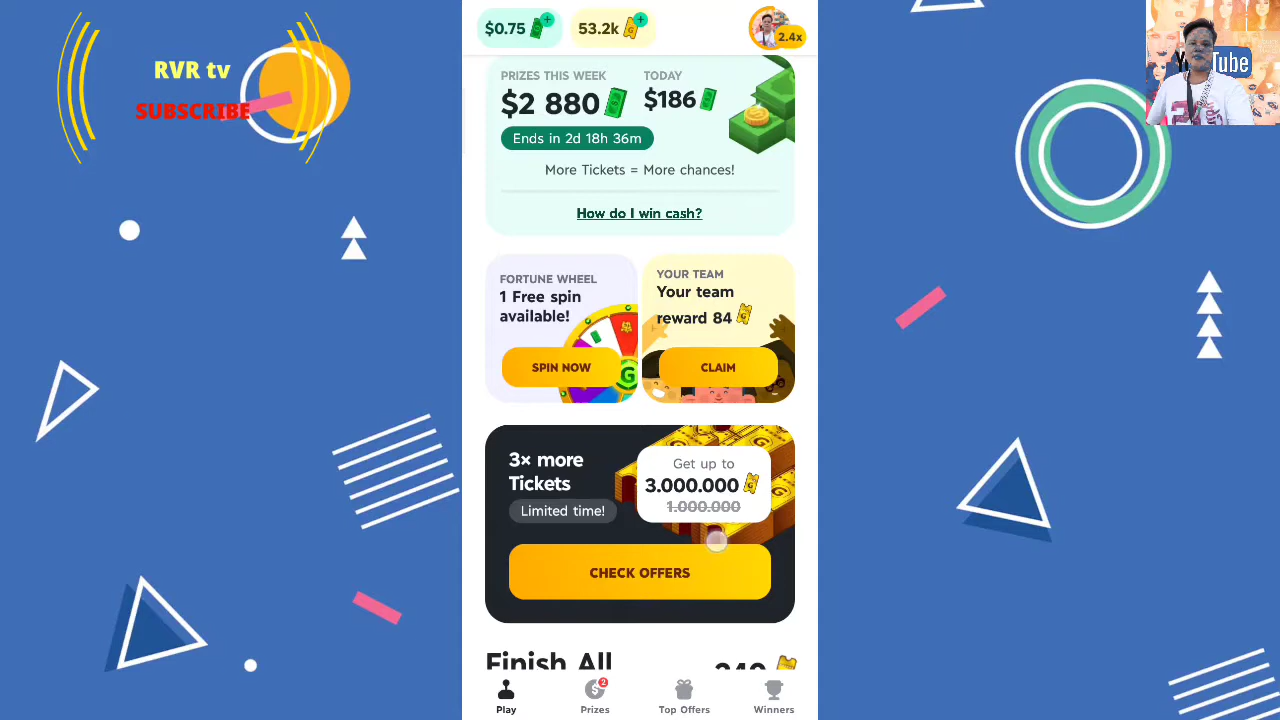 RVR tv
SUBSCRIBE
$0.75
53.2k
2.4x
PRIZES THIS WEEK
TODAY
$2 880
$186
Ends in 2d 18h 36m
More Tickets = More chances!
How do I win cash?
FORTUNE WHEEL
1 Free spin
available!
SPIN NOW
YOUR TEAM
Your team
reward 84
CLAIM
3× more
Tickets
Limited time!
Get up to
3.000.000
1.000.000
CHECK OFFERS
Finish All
Play
2
Prizes
Top Offers
Winners